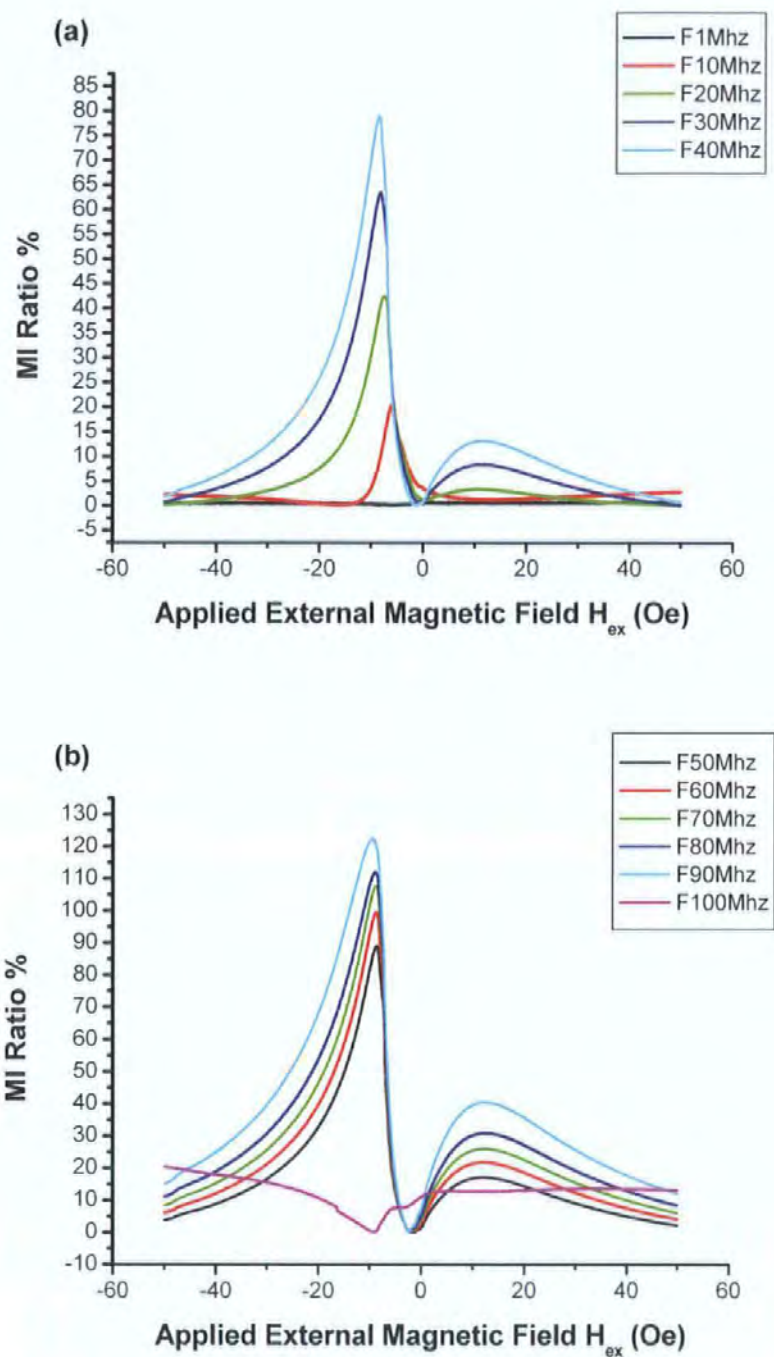 (a)
F1Mhz
F10Mhz
F20Mhz
F30Mhz
F40Mhz
85
80
75
70
65
60
55
50
45
40
35
30
25
20
15
10
5
0
-5
MI Ratio %
-60 -40 -20 0 20 40 60
Applied External Magnetic Field Hex (Oe)
(b)
F50Mhz
F60Mhz
F70Mhz
F80Mhz
F90Mhz
F100Mhz
130
120
110
100
90
80
70
60
50
40
30
20
10
0
-10
MI Ratio %
-60 -40 -20 0 20 40 60
Applied External Magnetic Field Hex (Oe)